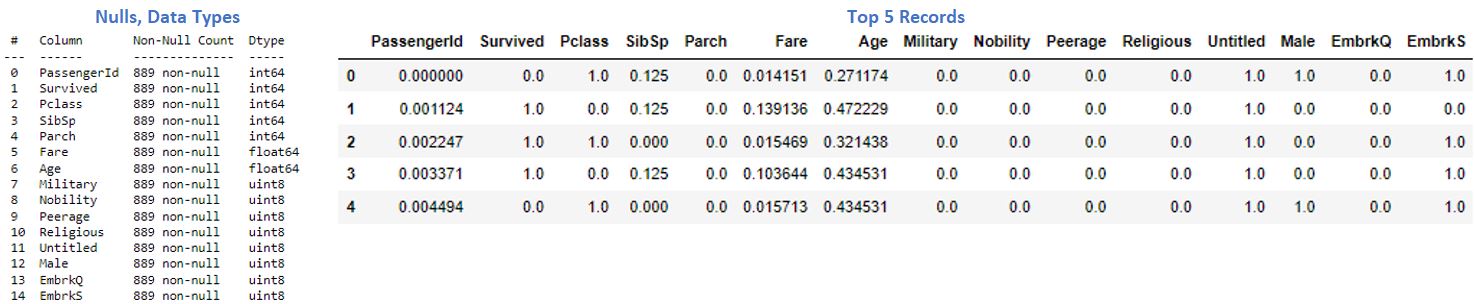 Nulls, Data Types
# Column Non-Null Count Dtype
--- ------ -------------- -----
0 PassengerId 889 non-null int64
1 Survived 889 non-null int64
2 Pclass 889 non-null int64
3 SibSp 889 non-null int64
4 Parch 889 non-null int64
5 Fare 889 non-null float64
6 Age 889 non-null float64
7 Military 889 non-null uint8
8 Nobility 889 non-null uint8
9 Peerage 889 non-null uint8
10 Religious 889 non-null uint8
11 Untitled 889 non-null uint8
12 Male 889 non-null uint8
13 EmbrkQ 889 non-null uint8
14 EmbrkS 889 non-null uint8
Top 5 Records
PassengerId Survived Pclass SibSp Parch Fare Age Military Nobility Peerage Religious Untitled Male EmbrkQ EmbrkS
0 0.000000 0.0 1.0 0.125 0.0 0.014151 0.271174 0.0 0.0 0.0 0.0 1.0 1.0 0.0 1.0
1 0.001124 1.0 0.0 0.125 0.0 0.139136 0.472229 0.0 0.0 0.0 0.0 1.0 0.0 0.0 0.0
2 0.002247 1.0 1.0 0.000 0.0 0.015469 0.321438 0.0 0.0 0.0 0.0 1.0 0.0 0.0 1.0
3 0.003371 1.0 0.0 0.125 0.0 0.103644 0.434531 0.0 0.0 0.0 0.0 1.0 0.0 0.0 1.0
4 0.004494 0.0 1.0 0.000 0.0 0.015713 0.434531 0.0 0.0 0.0 0.0 1.0 1.0 0.0 1.0